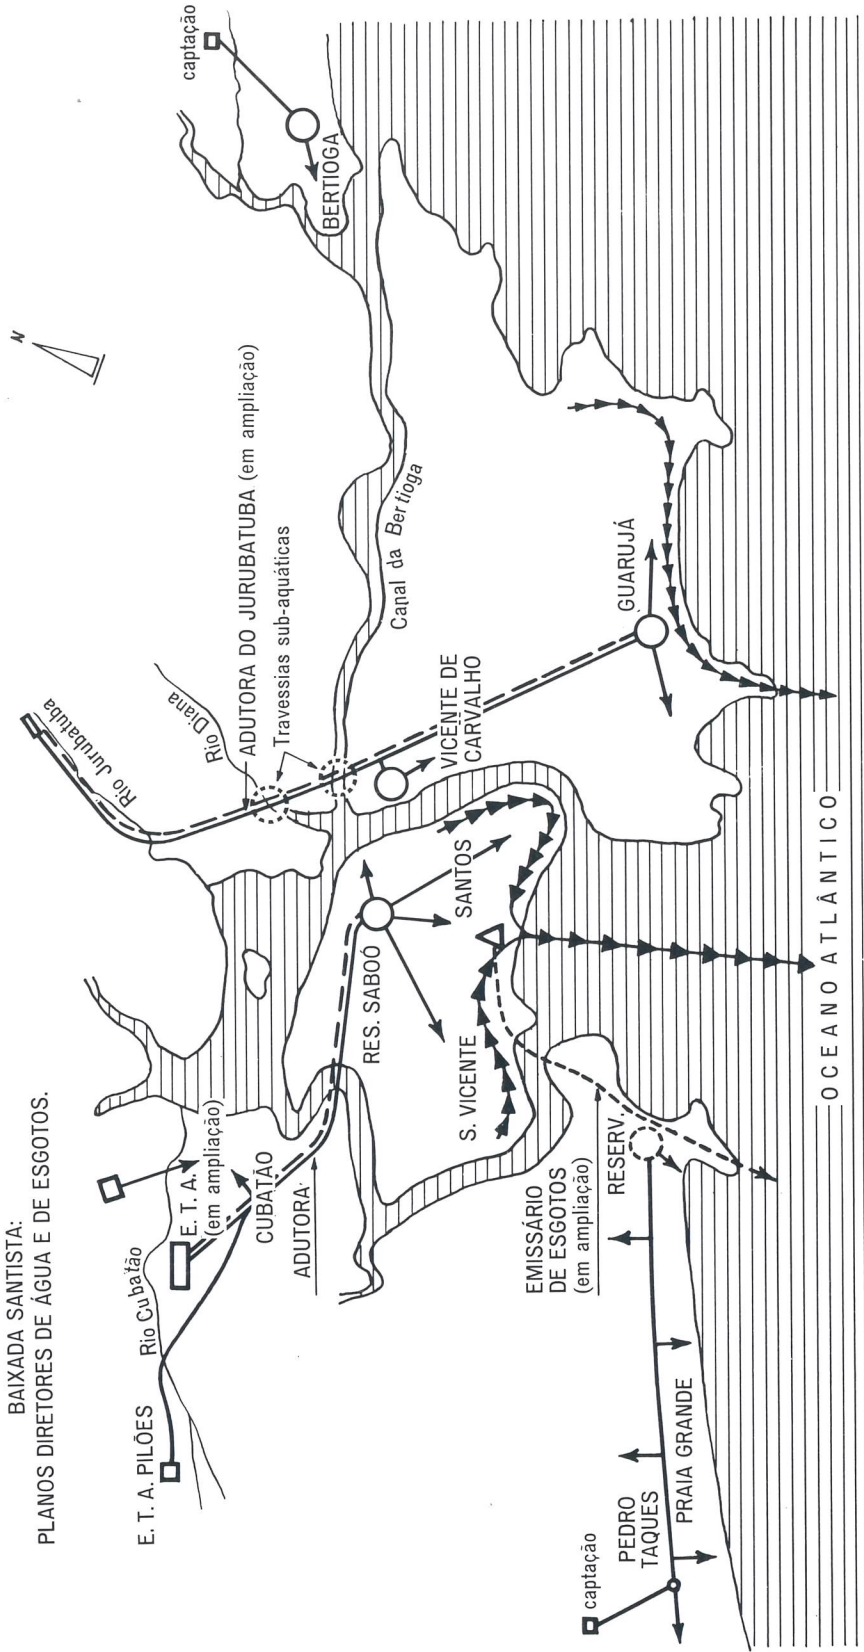 BAIXADA SANTISTA:
PLANOS DIRETORES DE ÁGUA E DE ESGOTOS.
N
captação
BERTIOGA
Rio Jurubatuba
Rio Diana
ADUTORA DO JURUBATUBA (em ampliação)
Travessias sub-aquáticas
Canal da Bertioga
E. T. A. PILÕES
Rio Cubatão
E. T. A.
(em ampliação)
CUBATÃO
ADUTORA
RES. SABOÓ
SANTOS
VICENTE DE
CARVALHO
GUARUJÁ
S. VICENTE
EMISSÁRIO
DE ESGOTOS
(em ampliação)
RESERV.
captação
PEDRO
TAQUES
PRAIA GRANDE
OCEANO ATLÂNTICO